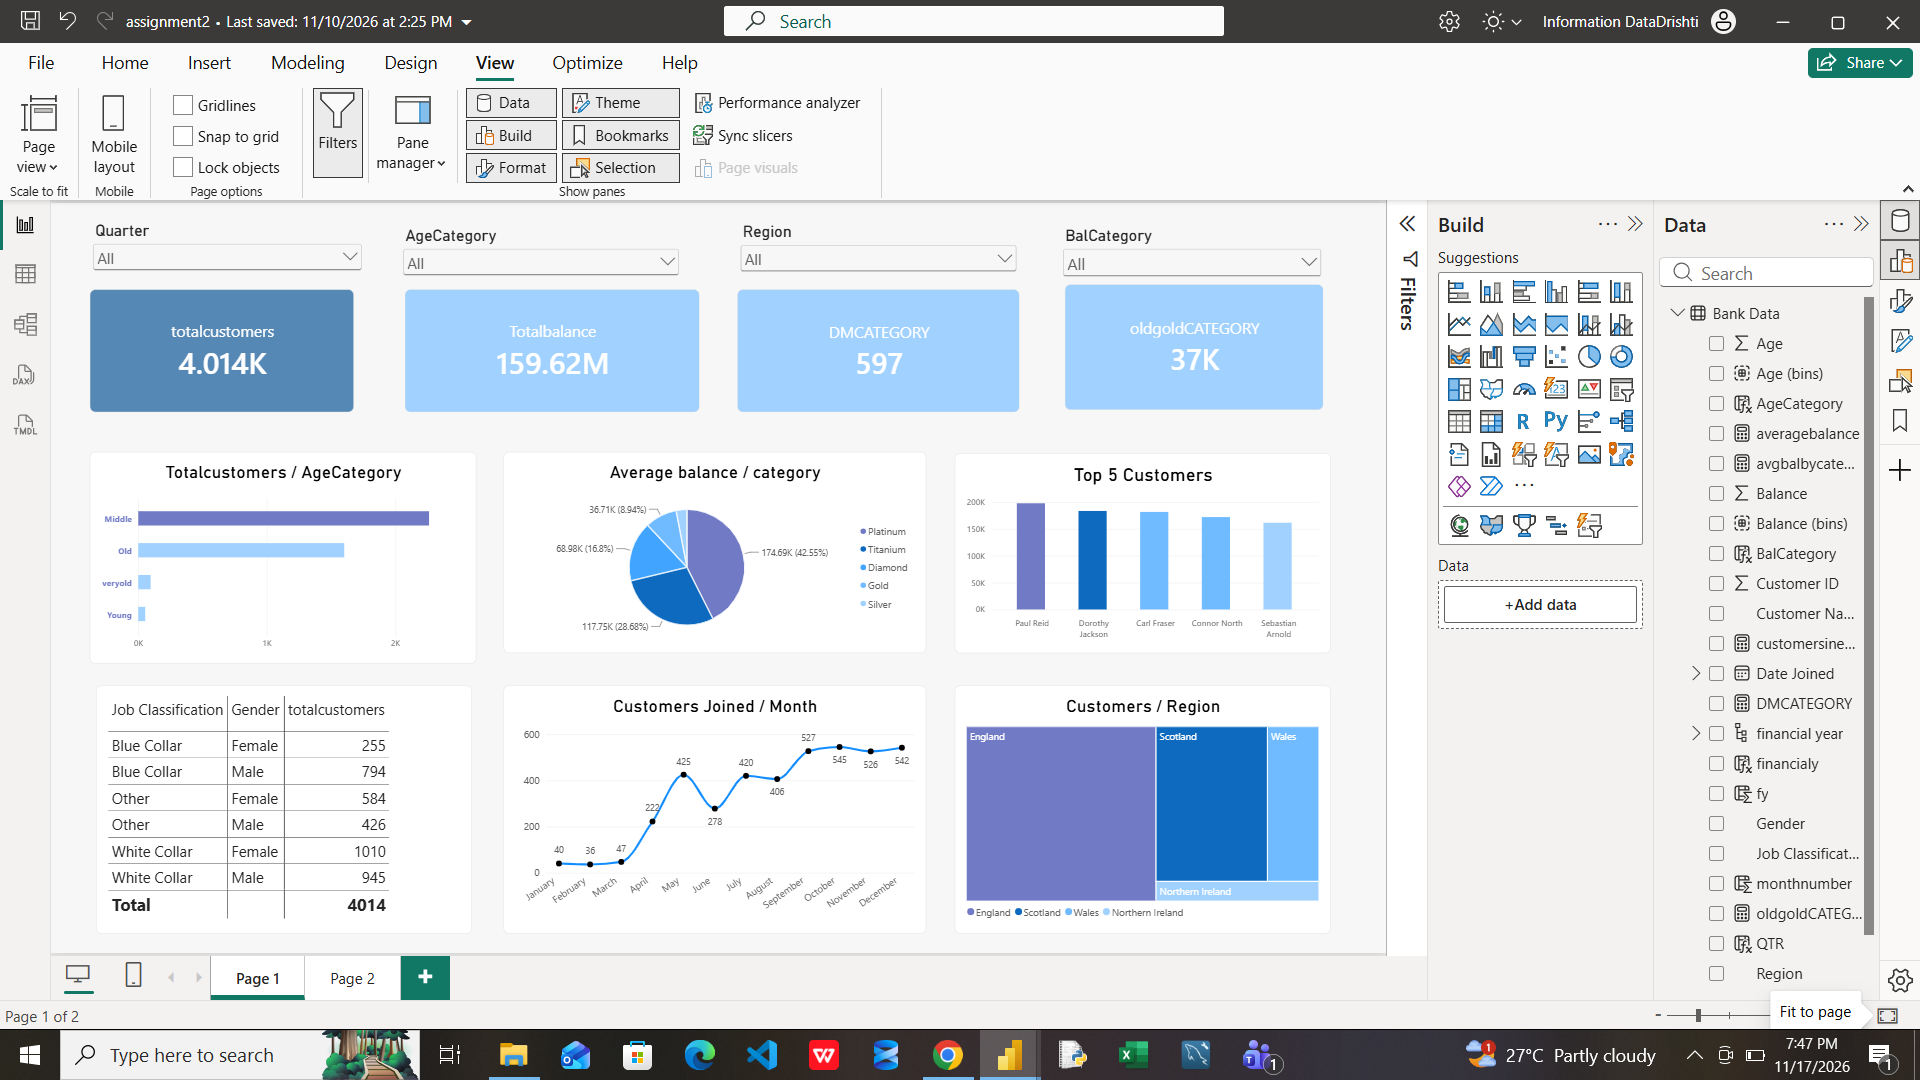 assignment2 • Last saved: 11/10/2026 at 2:25 PM
Search
Information DataDrishti
File Home Insert Modeling Design View Optimize Help
Share
Page view
Scale to fit
Mobile layout
Mobile
Gridlines
Snap to grid
Lock objects
Page options
Filters
Pane manager
Data
Build
Format
Theme
Bookmarks
Selection
Show panes
Performance analyzer
Sync slicers
Page visuals
DAX
TMDL
Quarter
All
AgeCategory
All
Region
All
BalCategory
All
totalcustomers
4.014K
Totalbalance
159.62M
DMCATEGORY
597
oldgoldCATEGORY
37K
Totalcustomers / AgeCategory
Middle
Old
veryold
Young
0K 1K 2K
Average balance / category
36.71K (8.94%)
68.98K (16.8%)
174.69K (42.55%)
117.75K (28.68%)
Platinum
Titanium
Diamond
Gold
Silver
Top 5 Customers
200K
150K
100K
50K
0K
Paul Reid
Dorothy Jackson
Carl Fraser
Connor North
Sebastian Arnold
Job Classification Gender totalcustomers
Blue Collar Female 255
Blue Collar Male 794
Other Female 584
Other Male 426
White Collar Female 1010
White Collar Male 945
Total 4014
Customers Joined / Month
600
400
200
0
40 36 47 222 425 278 420 406 527 545 526 542
January February March April May June July August September October November December
Customers / Region
England
Scotland
Wales
Northern Ireland
England Scotland Wales Northern Ireland
Filters
Build
Suggestions
R
Py
123
Data
+Add data
Data
Search
Bank Data
Age
Age (bins)
AgeCategory
averagebalance
avgbalbycate...
Balance
Balance (bins)
BalCategory
Customer ID
Customer Na...
customersine...
Date Joined
DMCATEGORY
financial year
financialy
fy
Gender
Job Classificat...
monthnumber
oldgoldCATEG...
QTR
Region
Page 1
Page 2
Page 1 of 2
Fit to page
Type here to search
27°C Partly cloudy
7:47 PM
11/17/2026